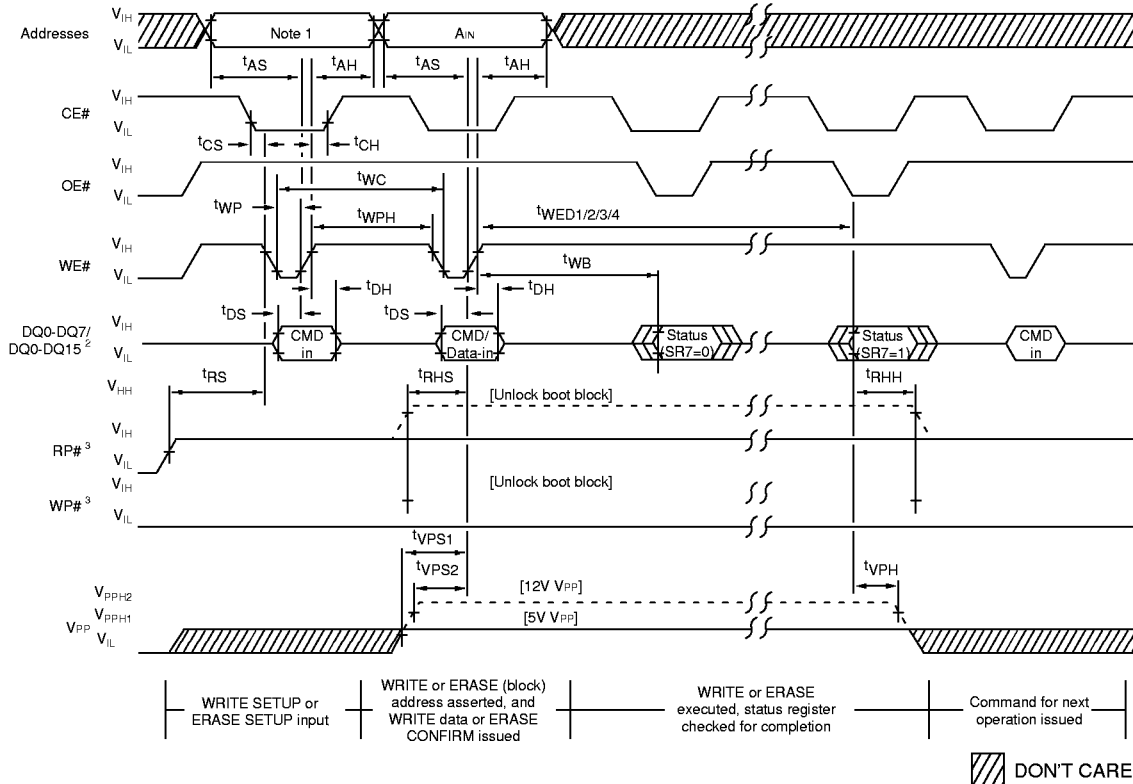 Addresses
VIH
VIL
Note 1
AIN
tAS
tAH
tAS
tAH
CE#
VIH
VIL
tCS
tCH
OE#
VIH
VIL
tWC
tWP
tWPH
tWED1/2/3/4
WE#
VIH
VIL
tWB
tDH
tDH
tDS
tDS
DQ0-DQ7/
DQ0-DQ15 2
VIH
VIL
CMD
in
CMD/
Data-in
Status
(SR7=0)
Status
(SR7=1)
CMD
in
tRS
tRHS
tRHH
VHH
[Unlock boot block]
VIH
RP# 3
VIL
VIH
[Unlock boot block]
WP# 3
VIL
tVPS1
tVPS2
tVPH
VPPH2
[12V VPP]
VPPH1
[5V VPP]
VPP
VIL
WRITE SETUP or
ERASE SETUP input
WRITE or ERASE (block)
address asserted, and
WRITE data or ERASE
CONFIRM issued
WRITE or ERASE
executed, status register
checked for completion
Command for next
operation issued
DON'T CARE